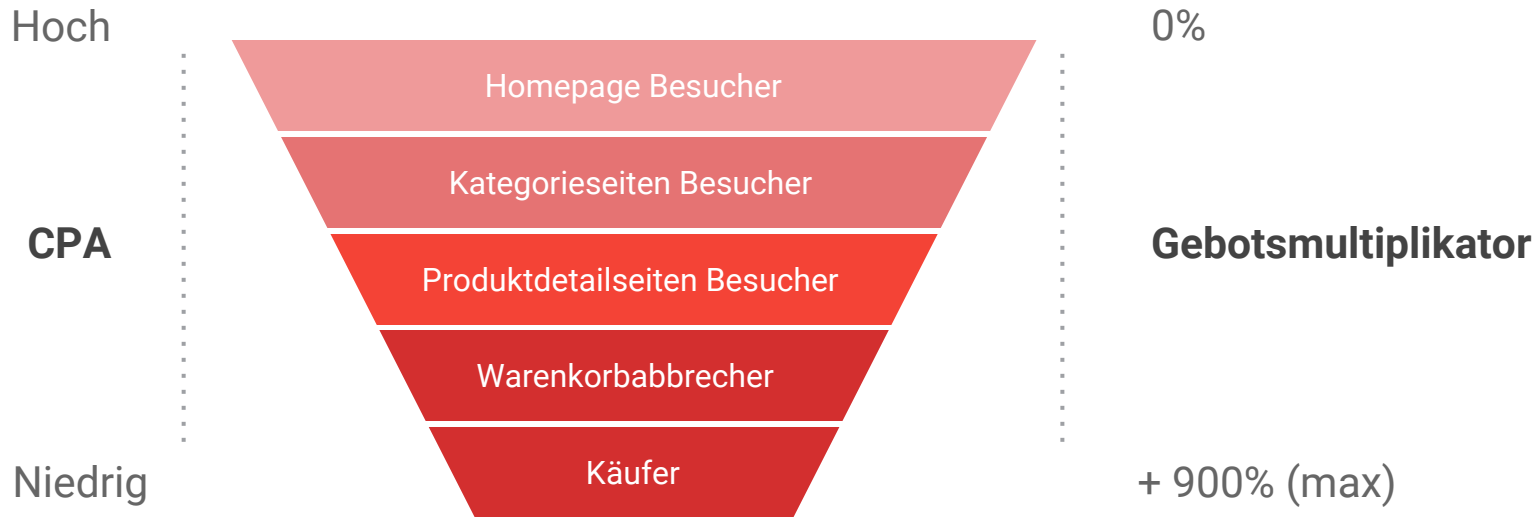 Hoch
0%
Homepage Besucher
Kategorieseiten Besucher
CPA
Gebotsmultiplikator
Produktdetailseiten Besucher
Warenkorbabbrecher
Käufer
Niedrig
+ 900% (max)